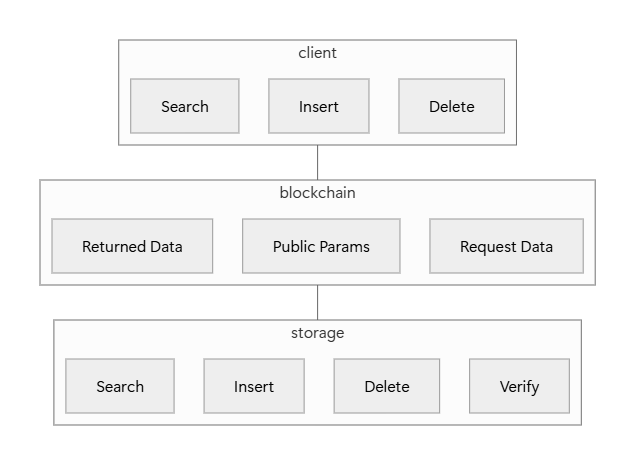 client
Search Insert Delete
blockchain
Returned Data Public Params Request Data
storage
Search Insert Delete Verify